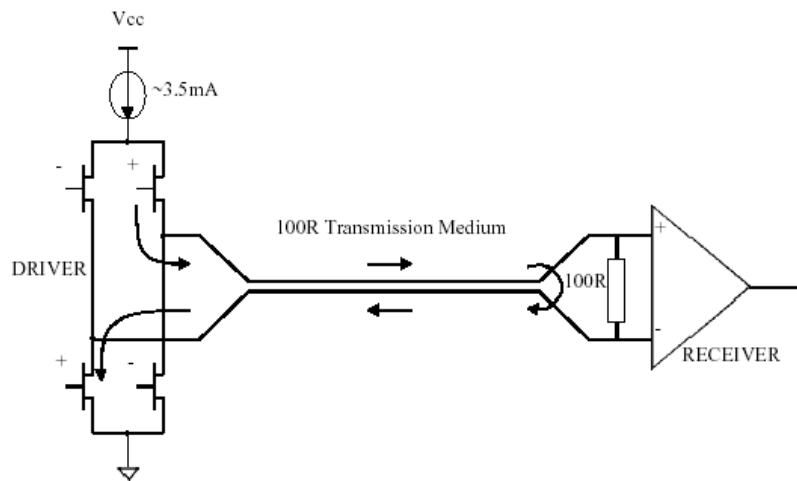 Vcc
~3.5mA
- +
100R Transmission Medium
+
DRIVER
100R
-
RECEIVER
+ -